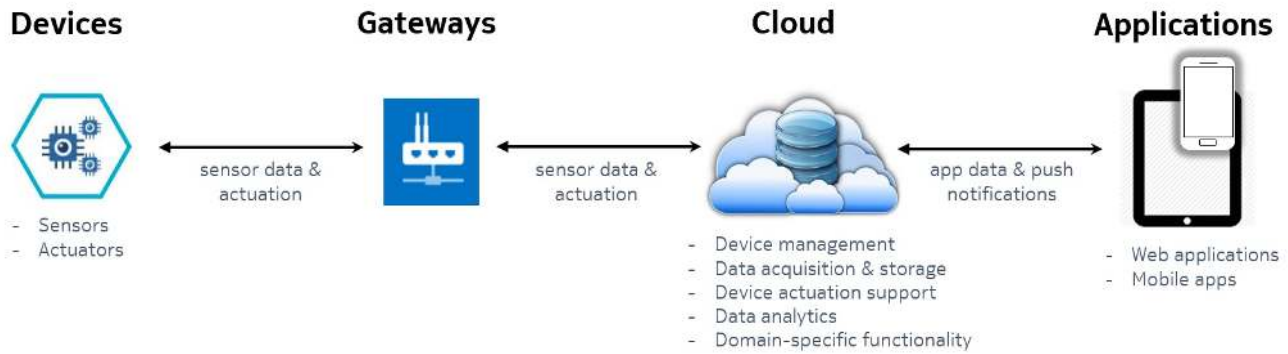 Devices
Gateways
Cloud
Applications
sensor data &
actuation
sensor data &
actuation
app data & push
notifications
- Sensors
- Actuators
- Device management
- Data acquisition & storage
- Device actuation support
- Data analytics
- Domain-specific functionality
- Web applications
- Mobile apps